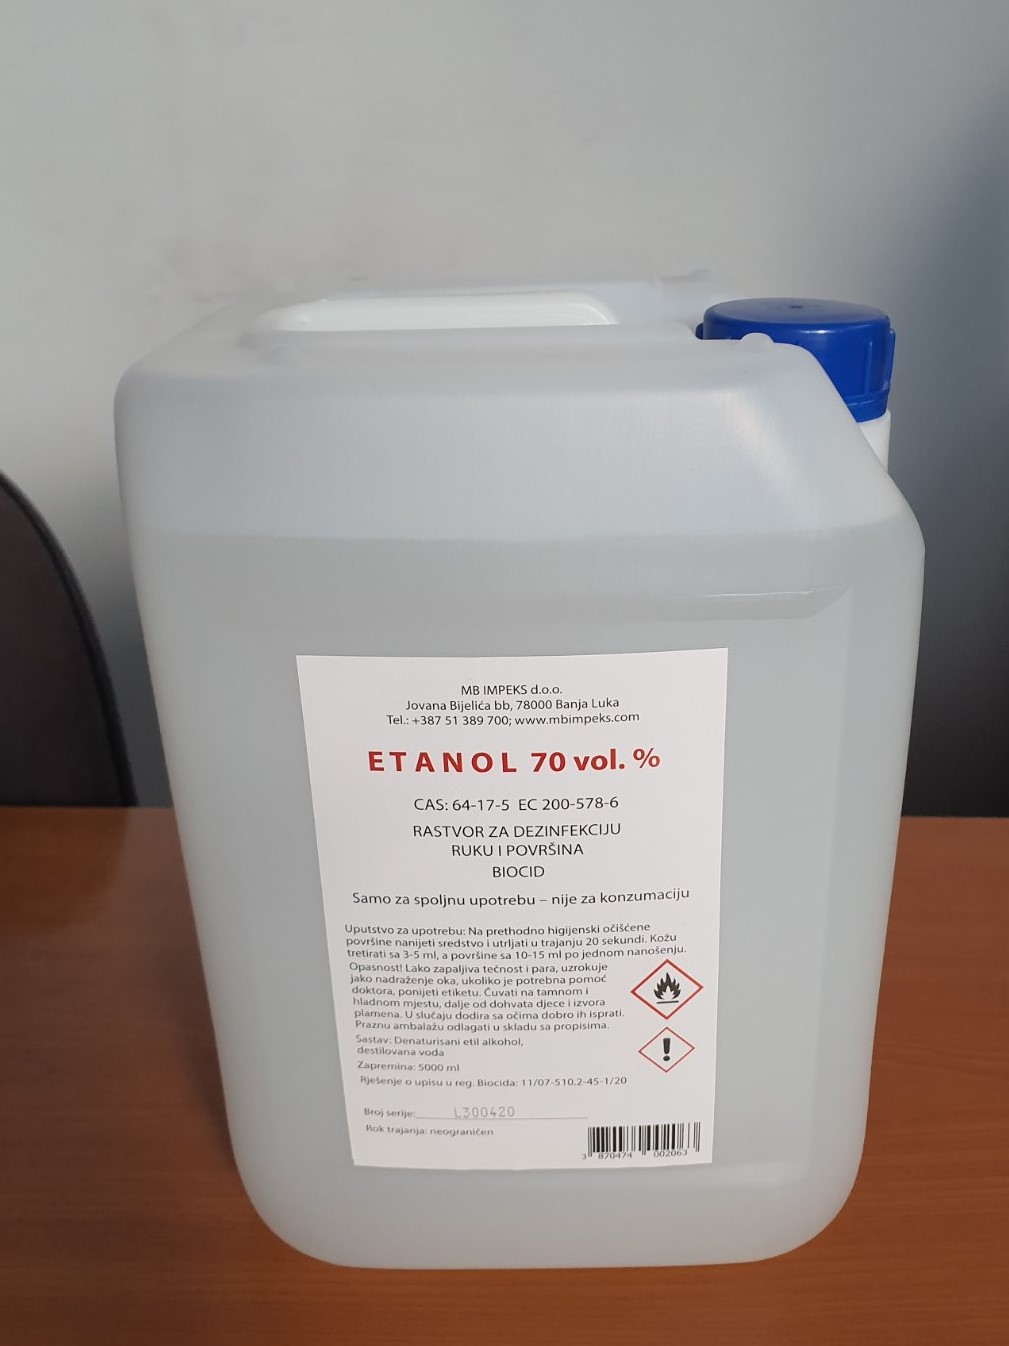 MB IMPEKS d.o.o.
Jovana Bijelića bb, 78000 Banja Luka
Tel.: +387 51 389 700; www.mbimpeks.com
ETANOL 70 vol. %
CAS: 64-17-5 EC 200-578-6
RASTVOR ZA DEZINFEKCIJU
RUKU I POVRŠINA
BIOCID
Samo za spoljnu upotrebu – nije za konzumaciju
Uputstvo za upotrebu: Na prethodno higijenski očišćene
površine nanijeti sredstvo i utrljati u trajanju 20 sekundi. Kožu
tretirati sa 3-5 ml, a površine sa 10-15 ml po jednom nanošenju.
Opasnost! Lako zapaljiva tečnost i para, uzrokuje
jako nadraženje oka, ukoliko je potrebna pomoć
doktora, ponijeti etiketu. Čuvati na tamnom i
hladnom mjestu, dalje od dohvata djece i izvora
plamena. U slučaju dodira sa očima dobro ih isprati.
Praznu ambalažu odlagati u skladu sa propisima.
Sastav: Denaturisani etil alkohol,
destilovana voda
Zapremina: 5000 ml
Rješenje o upisu u reg. Biocida: 11/07-510.2-45-1/20
Broj serije: L300420
Rok trajanja: neograničen
3 870474 002063